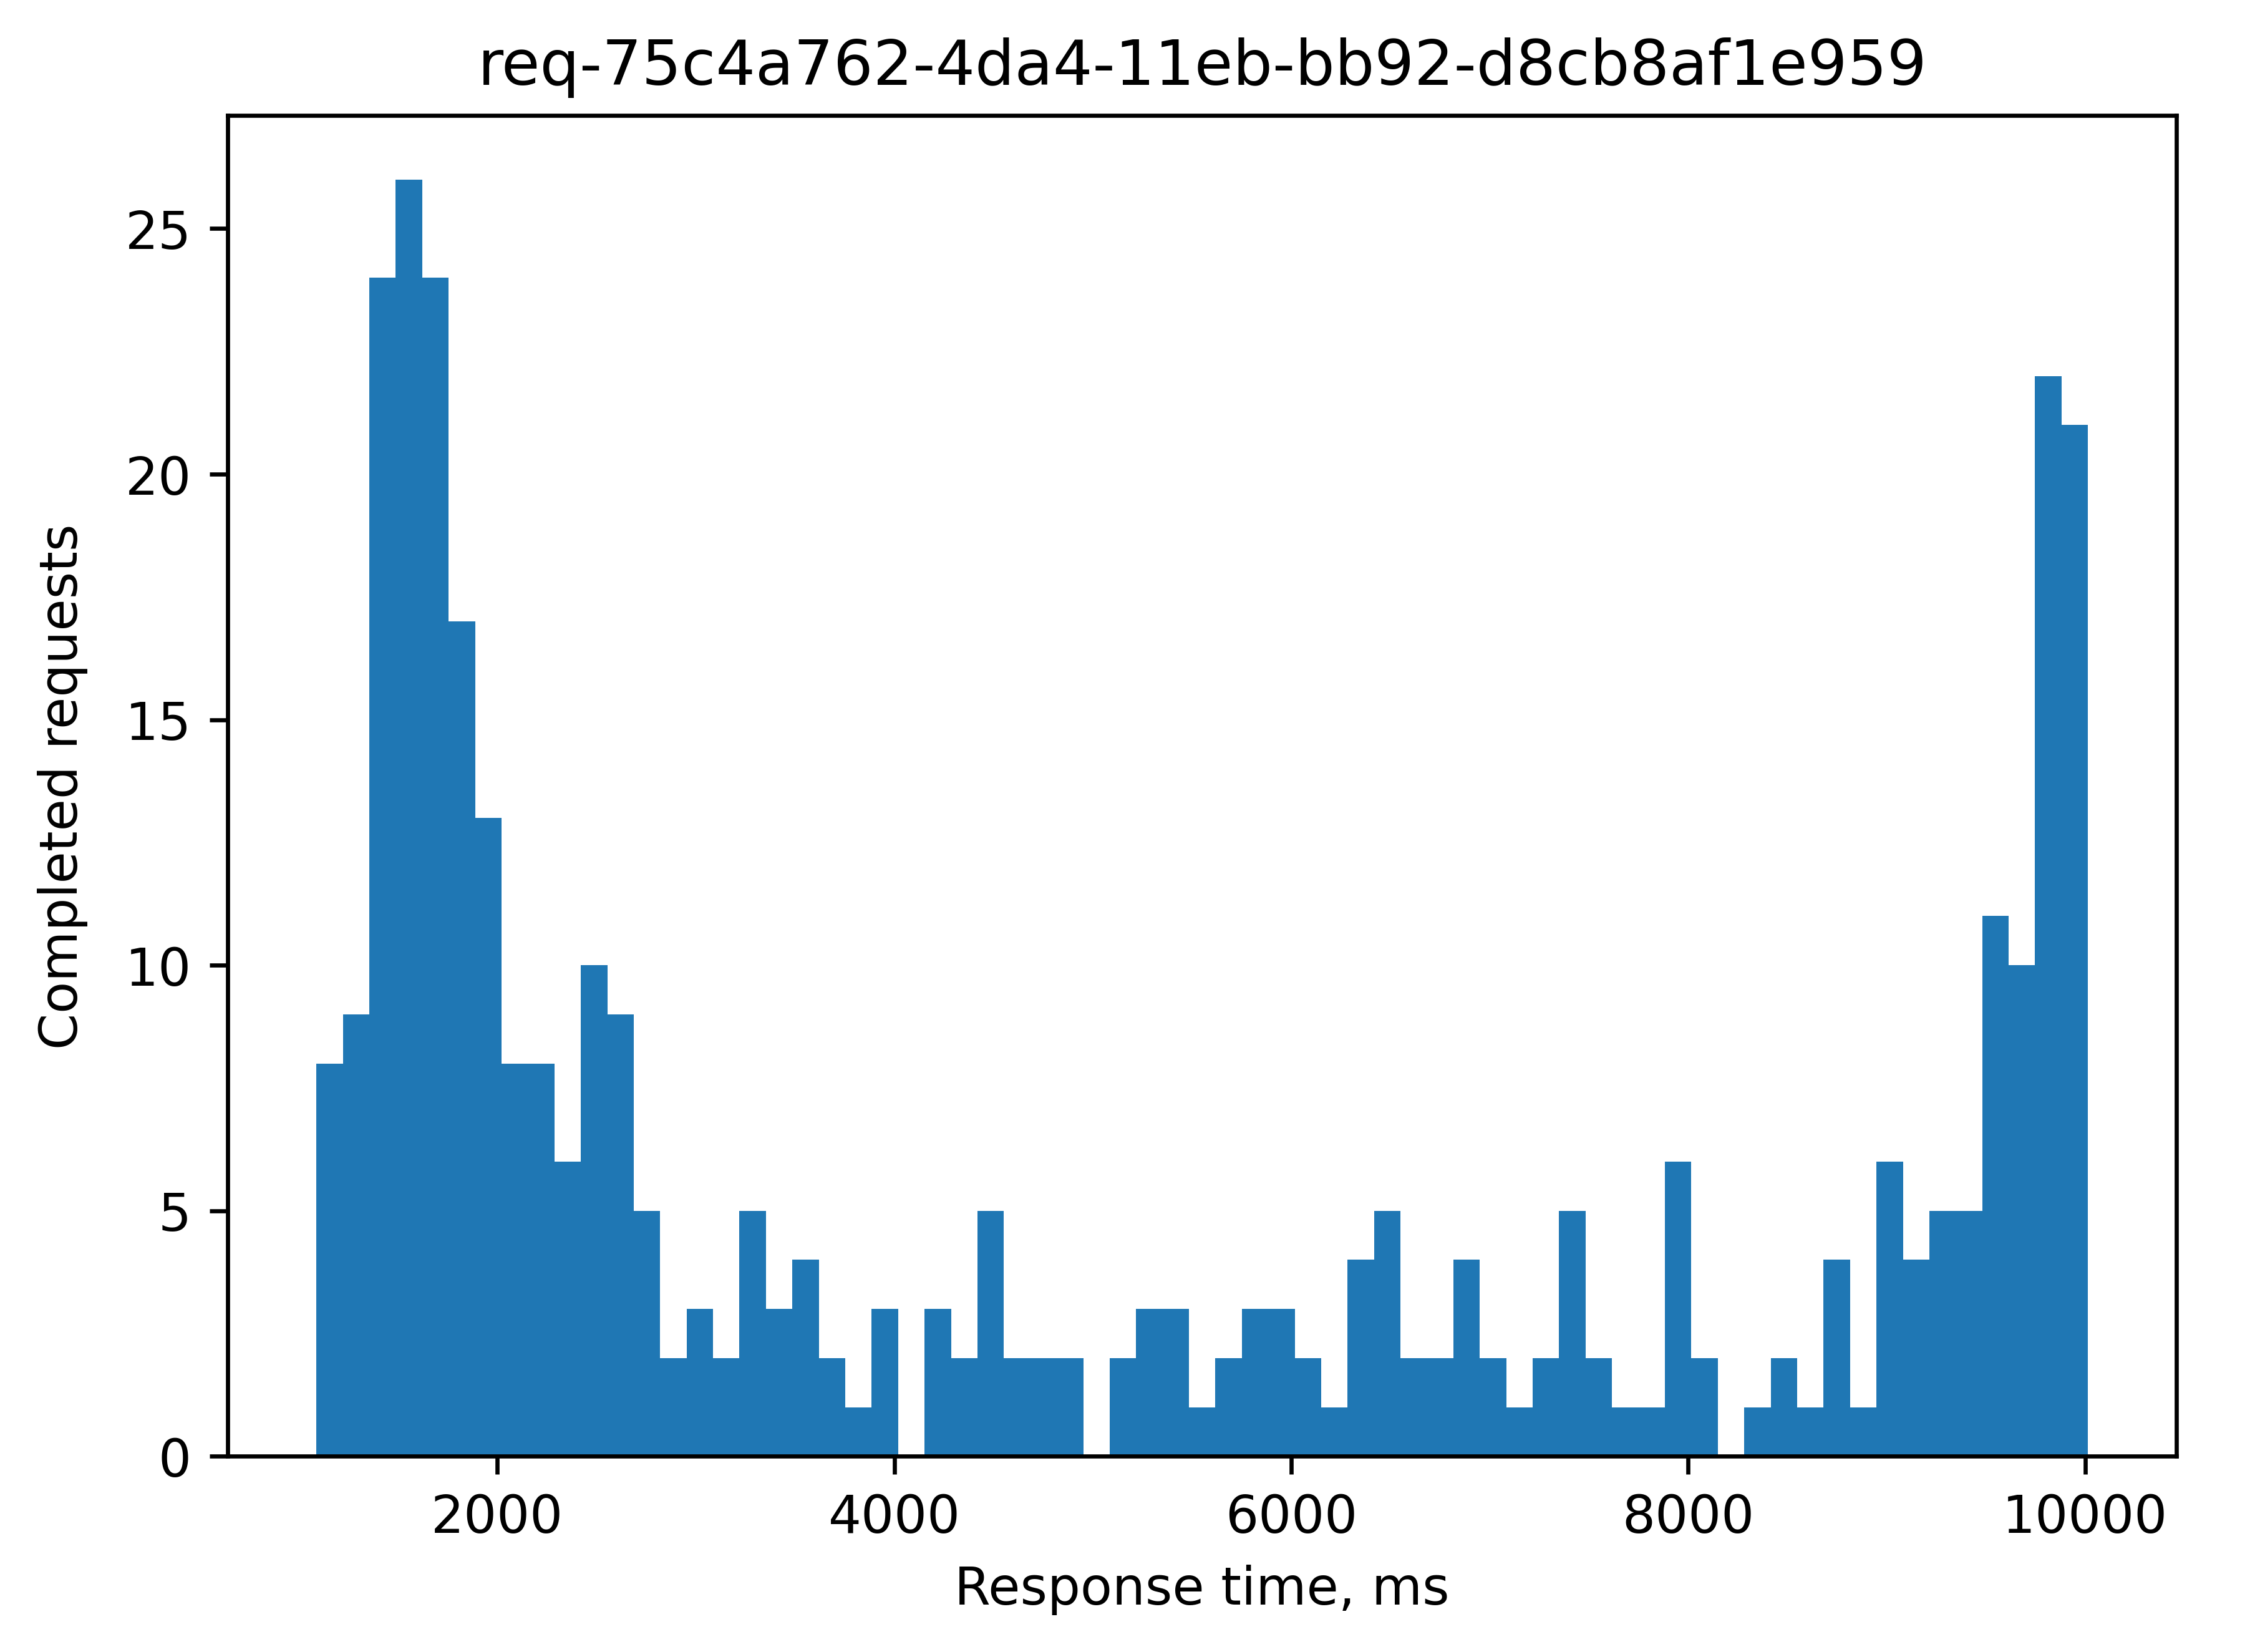 req-75c4a762-4da4-11eb-bb92-d8cb8af1e959
Completed requests
25
20
15
10
5
0
2000 4000 6000 8000 10000
Response time, ms